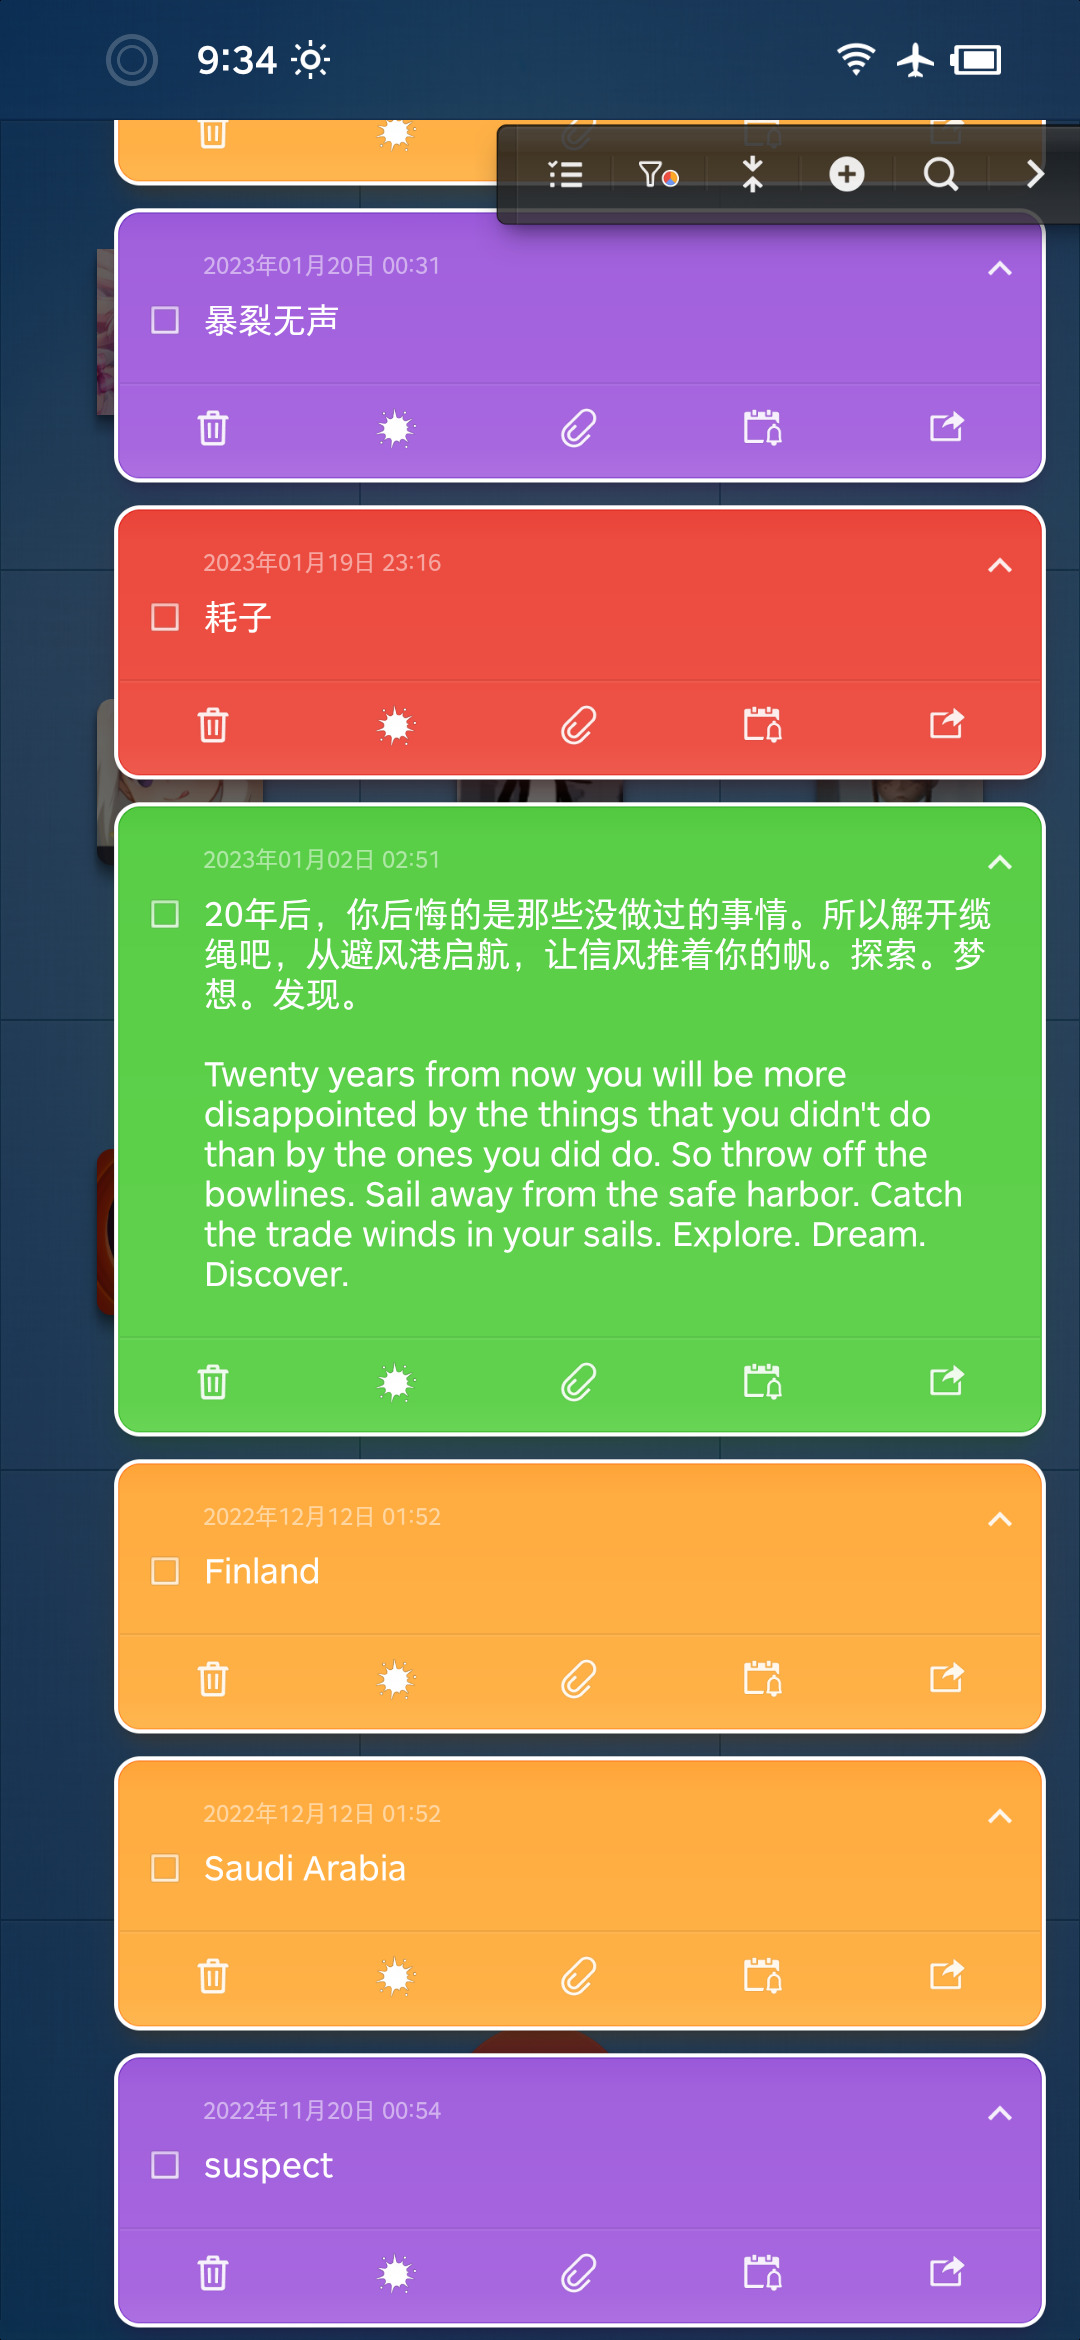 9:34
2023年01月20日 00:31
暴裂无声
2023年01月19日 23:16
耗子
2023年01月02日 02:51
20年后，你后悔的是那些没做过的事情。所以解开缆
绳吧，从避风港启航，让信风推着你的帆。探索。梦
想。发现。
Twenty years from now you will be more
disappointed by the things that you didn't do
than by the ones you did do. So throw off the
bowlines. Sail away from the safe harbor. Catch
the trade winds in your sails. Explore. Dream.
Discover.
2022年12月12日 01:52
Finland
2022年12月12日 01:52
Saudi Arabia
2022年11月20日 00:54
suspect